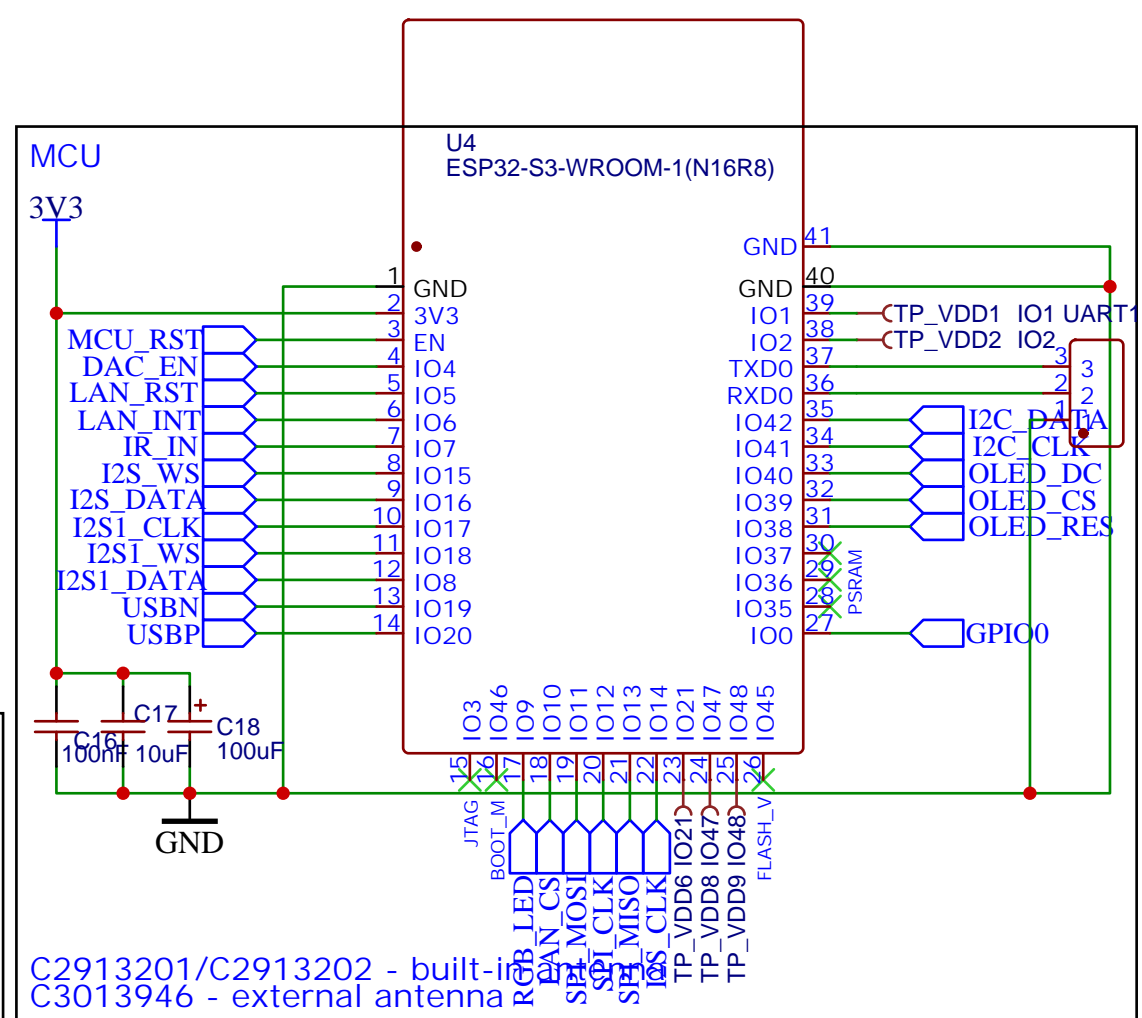 MCU
U4
ESP32-S3-WROOM-1(N16R8)
3V3
GND 41
1 GND
GND 40
2 3V3
IO1 39 TP_VDD1 IO1 UART1
MCU_RST 3 EN
IO2 38 TP_VDD2 IO2
DAC_EN 4 IO4
TXD0 37 3 3
LAN_RST 5 IO5
RXD0 36 2 2
LAN_INT 6 IO6
IO42 35 I2C_DATA 1 1
IR_IN 7 IO7
IO41 34 I2C_CLK
I2S_WS 8 IO15
IO40 33 OLED_DC
I2S_DATA 9 IO16
IO39 32 OLED_CS
I2S1_CLK 10 IO17
IO38 31 OLED_RES
I2S1_WS 11 IO18
IO37 30
I2S1_DATA 12 IO8
IO36 29 PSRAM
USBN 13 IO19
IO35 28
USBP 14 IO20
IO0 27 GPIO0
C16 100nF
C17 10uF
+ C18 100uF
GND
IO3 15 JTAG
IO46 16 BOOT_M
IO9 17 RGB_LED
IO10 18 LAN_CS
IO11 19 SPI_MOSI
IO12 20 SPI_CLK
IO13 21 SPI_MISO
IO14 22 I2S_CLK
IO21 23 TP_VDD6 IO21
IO47 24 TP_VDD8 IO47
IO48 25 TP_VDD9 IO48
IO45 26 FLASH_V
C2913201/C2913202 - built-in antenna
C3013946 - external antenna